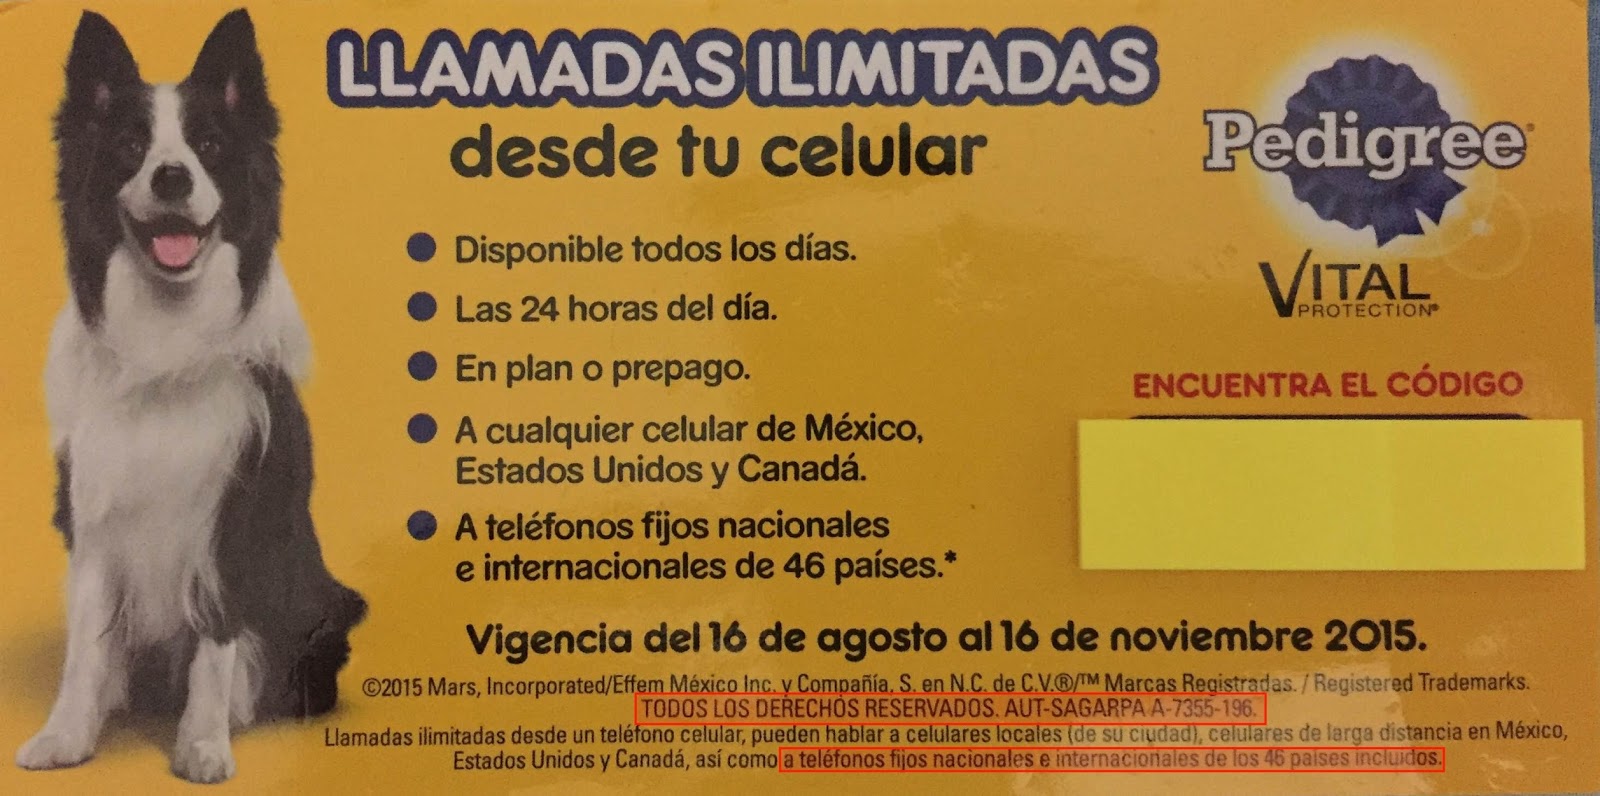 LLAMADAS ILIMITADAS
desde tu celular
Disponible todos los días.
Las 24 horas del día.
En plan o prepago.
A cualquier celular de México,
Estados Unidos y Canadá.
A teléfonos fijos nacionales
e internacionales de 46 países.*
Pedigree®
VITAL
PROTECTION®
ENCUENTRA EL CÓDIGO
Vigencia del 16 de agosto al 16 de noviembre 2015.
©2015 Mars, Incorporated/Effem México Inc. y Compañía, S. en N.C. de C.V.®/™ Marcas Registradas. / Registered Trademarks.
TODOS LOS DERECHOS RESERVADOS. AUT-SAGARPA A-7355-196.
Llamadas ilimitadas desde un teléfono celular, pueden hablar a celulares locales (de su ciudad), celulares de larga distancia en México,
Estados Unidos y Canadá, así como a teléfonos fijos nacionales e internacionales de los 46 países incluidos.